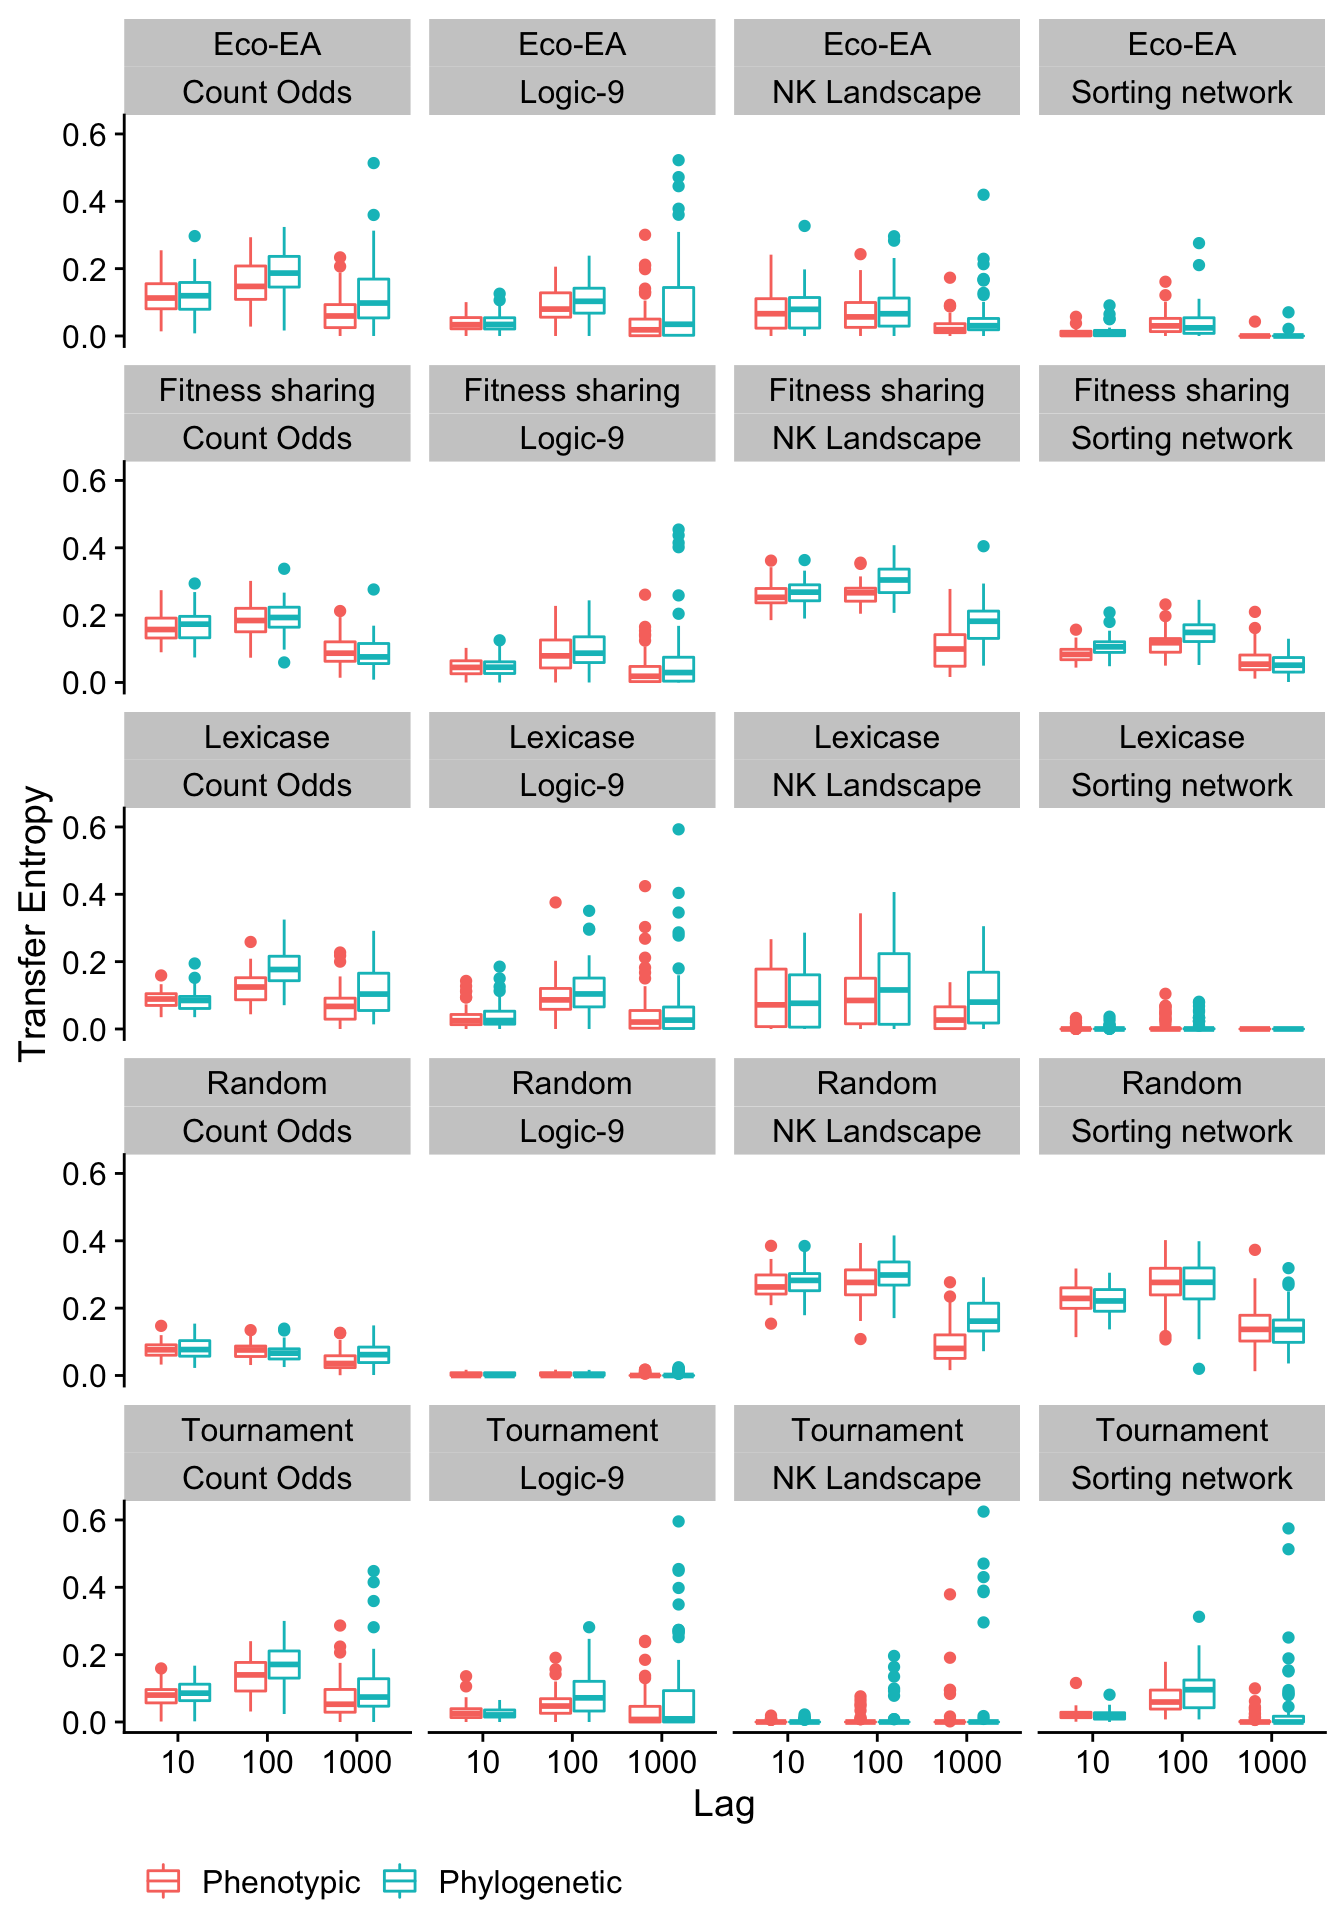 Eco-EA Eco-EA Eco-EA Eco-EA
Count Odds Logic-9 NK Landscape Sorting network
0.6
0.4
0.2
0.0
Fitness sharing Fitness sharing Fitness sharing Fitness sharing
Count Odds Logic-9 NK Landscape Sorting network
0.6
0.4
0.2
0.0
Lexicase Lexicase Lexicase Lexicase
Count Odds Logic-9 NK Landscape Sorting network
Transfer Entropy
0.6
0.4
0.2
0.0
Random Random Random Random
Count Odds Logic-9 NK Landscape Sorting network
0.6
0.4
0.2
0.0
Tournament Tournament Tournament Tournament
Count Odds Logic-9 NK Landscape Sorting network
0.6
0.4
0.2
0.0
10 100 1000 10 100 1000 10 100 1000 10 100 1000
Lag
Phenotypic Phylogenetic